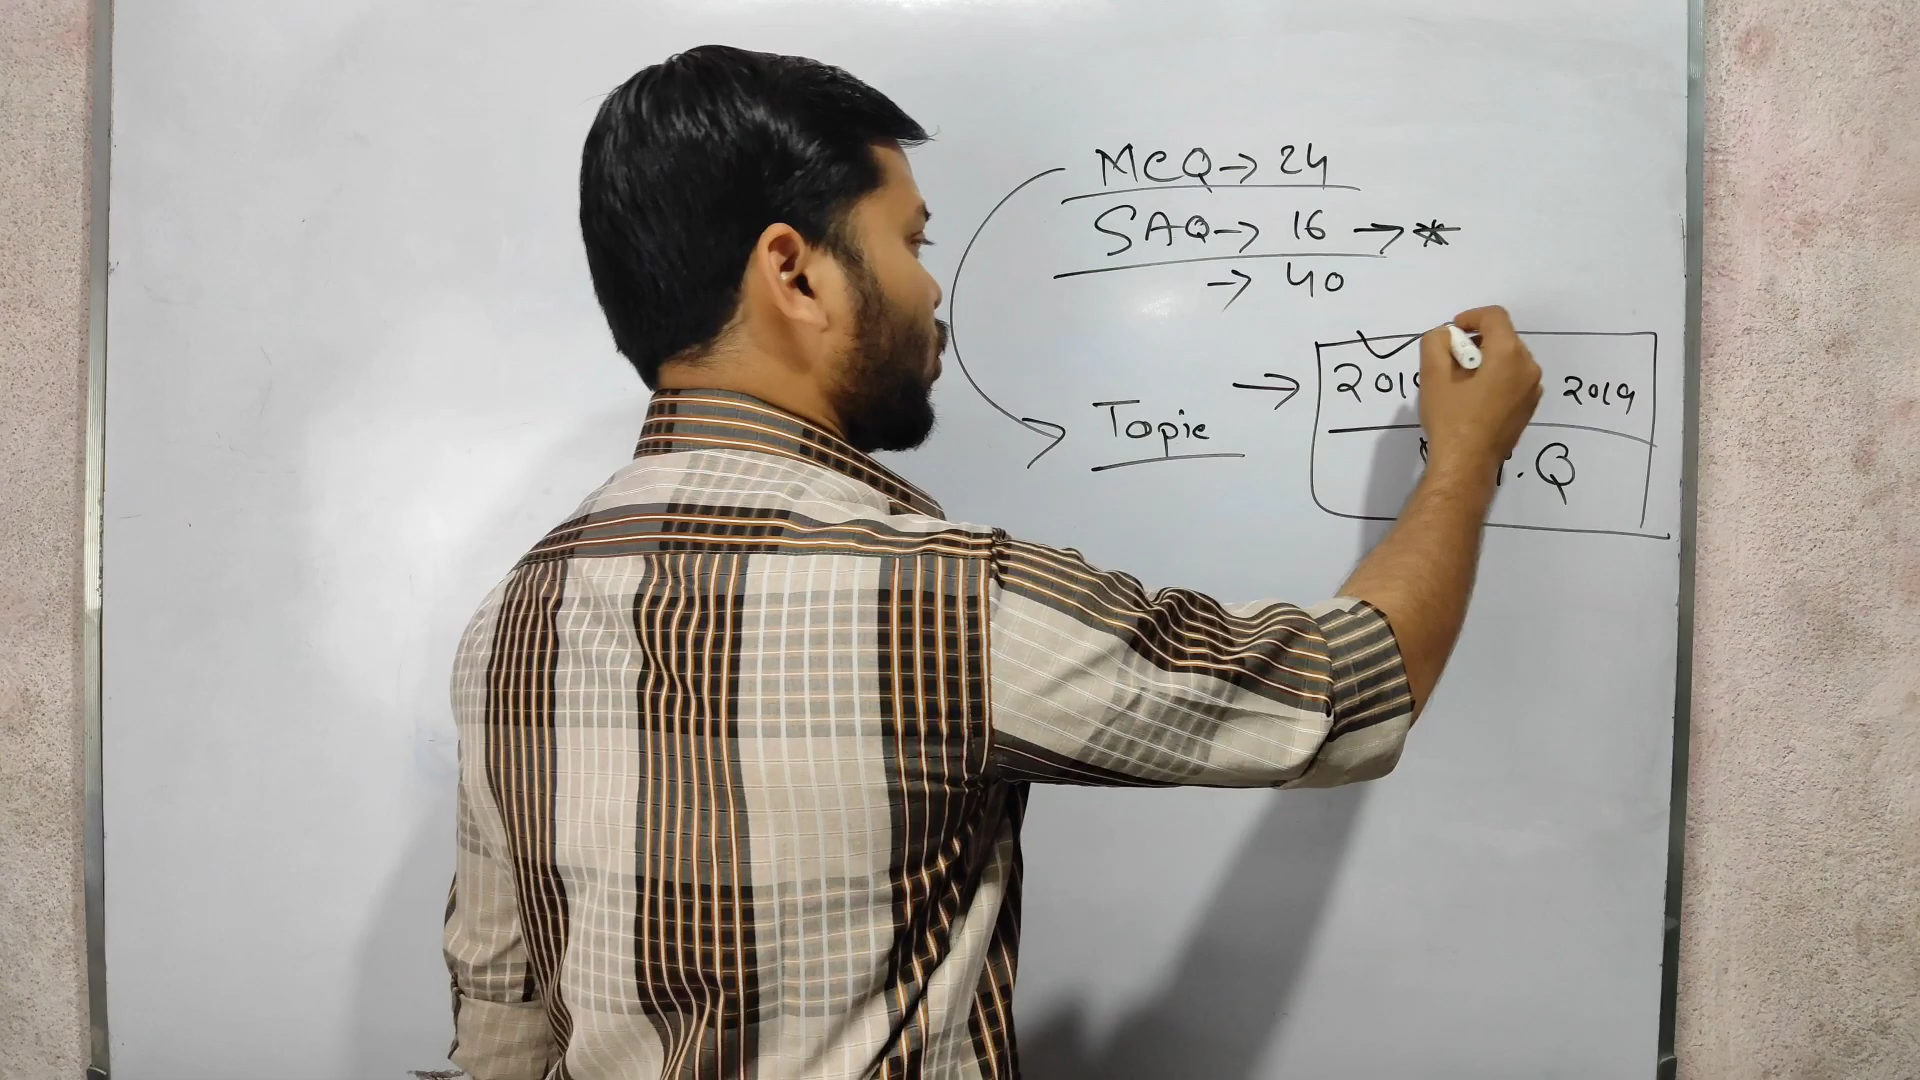 MCQ → 24
SAQ → 16 → *
→ 40
Topic → 2019
.Q